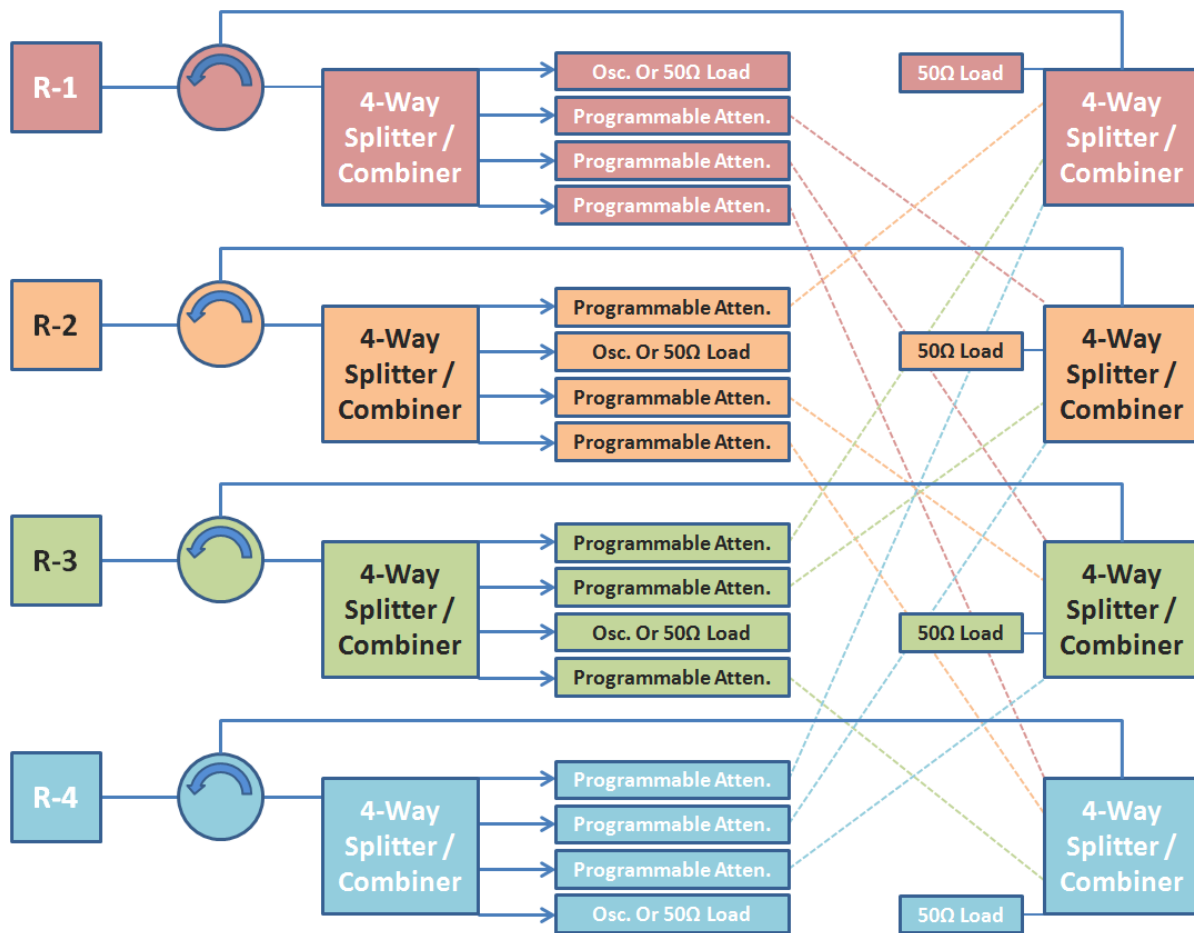 R-1
4-Way
Splitter /
Combiner
Osc. Or 50Ω Load
Programmable Atten.
Programmable Atten.
Programmable Atten.
50Ω Load
4-Way
Splitter /
Combiner
R-2
4-Way
Splitter /
Combiner
Programmable Atten.
Osc. Or 50Ω Load
Programmable Atten.
Programmable Atten.
50Ω Load
4-Way
Splitter /
Combiner
R-3
4-Way
Splitter /
Combiner
Programmable Atten.
Programmable Atten.
Osc. Or 50Ω Load
Programmable Atten.
50Ω Load
4-Way
Splitter /
Combiner
R-4
4-Way
Splitter /
Combiner
Programmable Atten.
Programmable Atten.
Programmable Atten.
Osc. Or 50Ω Load
50Ω Load
4-Way
Splitter /
Combiner